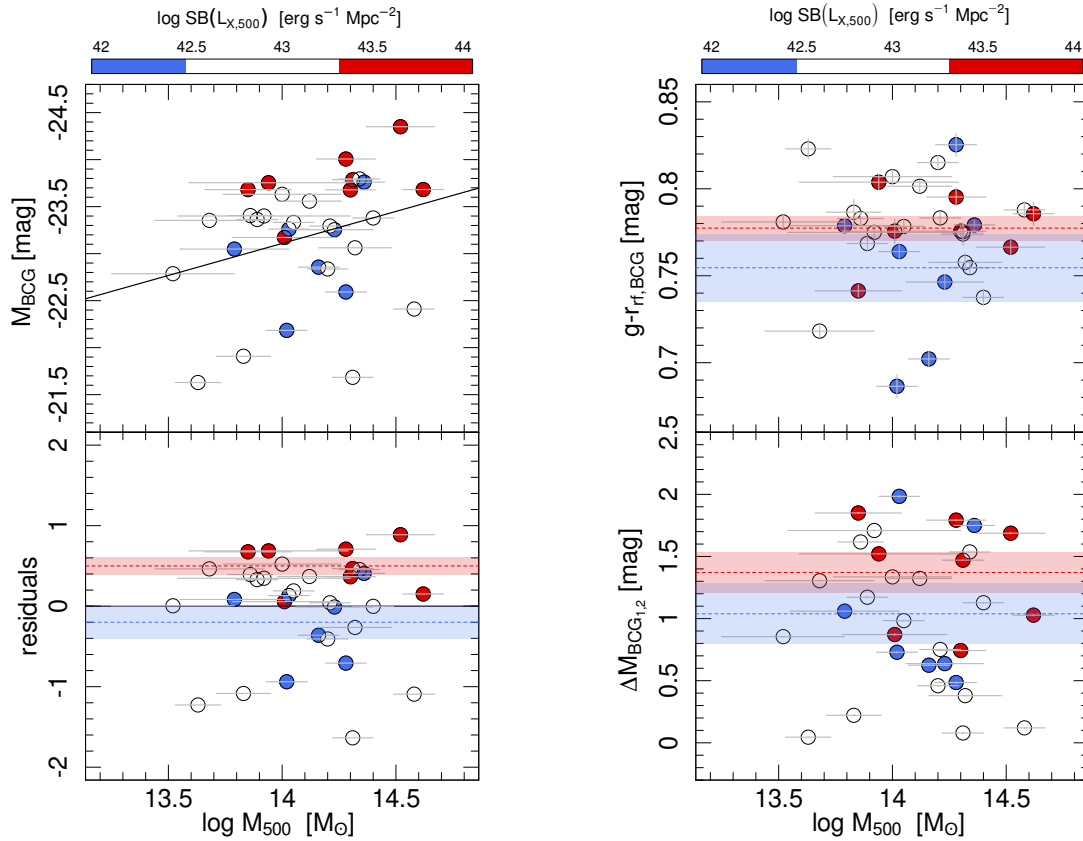 log SB(L_X,500) [erg s⁻¹ Mpc⁻²]
42 42.5 43 43.5 44
-24.5
-23.5
-22.5
-21.5
M_BCG [mag]
2
1
0
-1
-2
residuals
13.5 14 14.5
log M_500 [M_⊙]
log SB(L_X,500) [erg s⁻¹ Mpc⁻²]
42 42.5 43 43.5 44
0.85
0.8
0.75
0.7
g-r_rf,BCG
2.5
2
1.5
1
0.5
0
ΔM_BCG_1,2 [mag]
13.5 14 14.5
log M_500 [M_⊙]